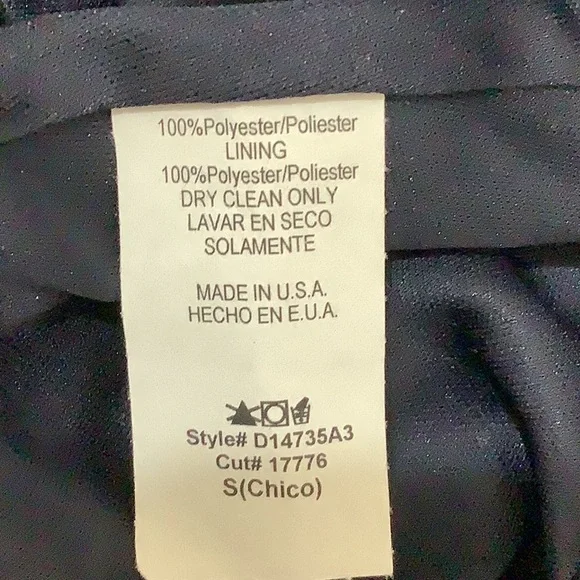 100%Polyester/Poliester
LINING
100%Polyester/Poliester
DRY CLEAN ONLY
LAVAR EN SECO
SOLAMENTE
MADE IN U.S.A.
HECHO EN E.U.A.
Style# D14735A3
Cut# 17776
S(Chico)